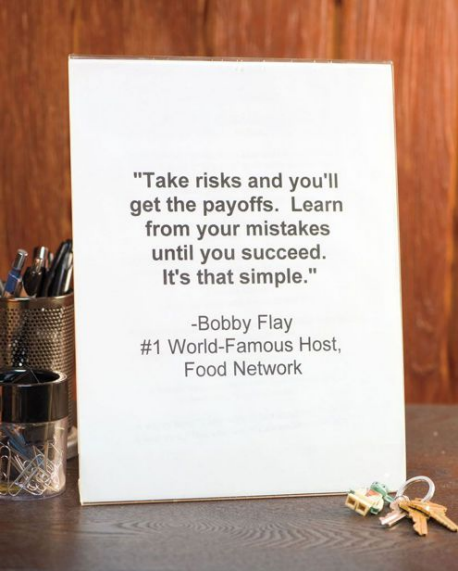 "Take risks and you'll
get the payoffs.  Learn
from your mistakes
until you succeed.
It's that simple."
-Bobby Flay
#1 World-Famous Host,
Food Network